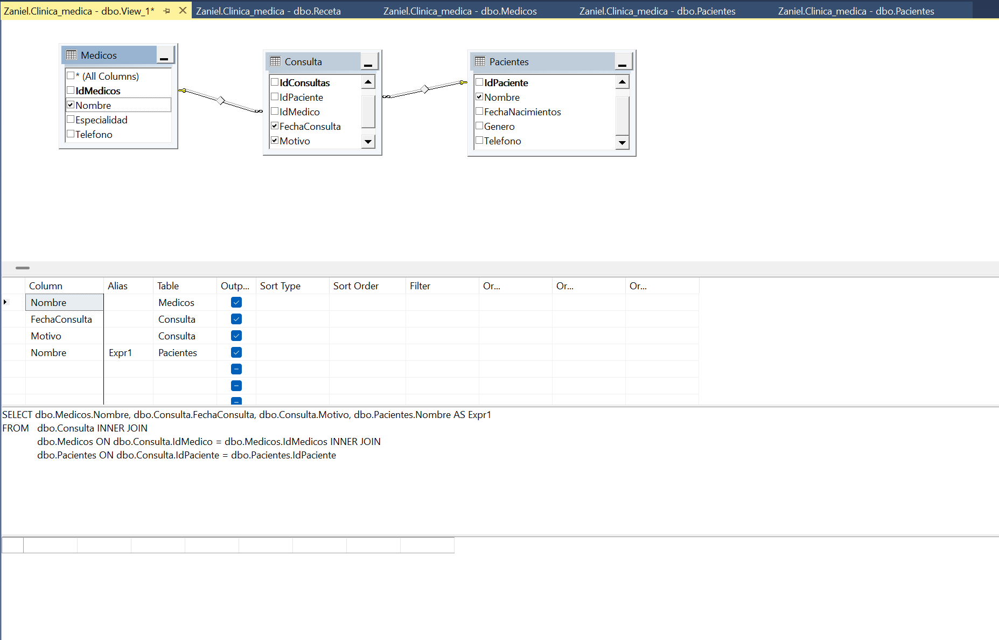 Zaniel.Clinica_medica - dbo.View_1*
Zaniel.Clinica_medica - dbo.Receta
Zaniel.Clinica_medica - dbo.Medicos
Zaniel.Clinica_medica - dbo.Pacientes
Zaniel.Clinica_medica - dbo.Pacientes
Medicos
* (All Columns)
IdMedicos
Nombre
Especialidad
Telefono
Consulta
IdConsultas
IdPaciente
IdMedico
FechaConsulta
Motivo
Pacientes
IdPaciente
Nombre
FechaNacimientos
Genero
Telefono
Column Alias Table Outp... Sort Type Sort Order Filter Or... Or... Or...
Nombre Medicos
FechaConsulta Consulta
Motivo Consulta
Nombre Expr1 Pacientes
SELECT dbo.Medicos.Nombre, dbo.Consulta.FechaConsulta, dbo.Consulta.Motivo, dbo.Pacientes.Nombre AS Expr1
FROM dbo.Consulta INNER JOIN
dbo.Medicos ON dbo.Consulta.IdMedico = dbo.Medicos.IdMedicos INNER JOIN
dbo.Pacientes ON dbo.Consulta.IdPaciente = dbo.Pacientes.IdPaciente